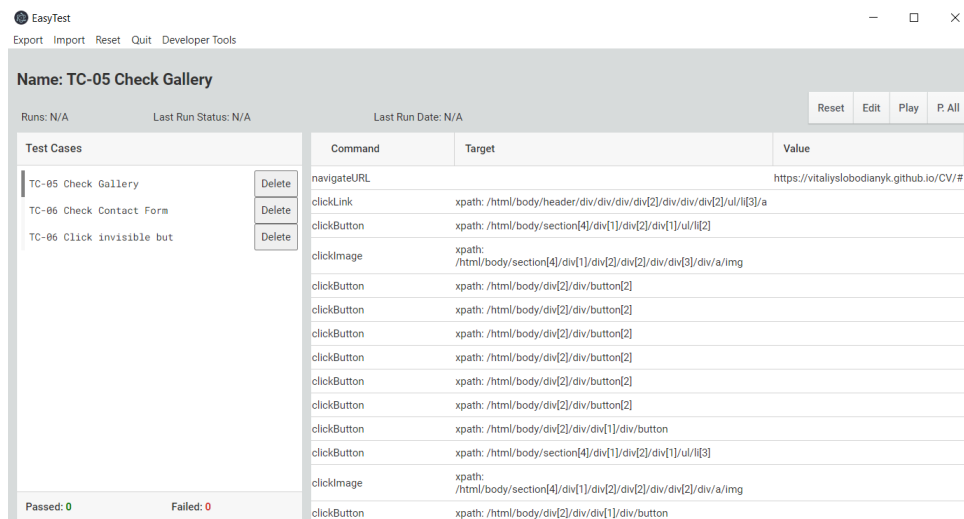 EasyTest
Export Import Reset Quit Developer Tools
Name: TC-05 Check Gallery
Runs: N/A Last Run Status: N/A Last Run Date: N/A
Reset Edit Play P. All
Test Cases
TC-05 Check Gallery Delete
TC-06 Check Contact Form Delete
TC-06 Click invisible but Delete
Passed: 0 Failed: 0
Command Target Value
navigateURL https://vitaliyslobodianyk.github.io/CV/#
clickLink xpath: /html/body/header/div/div/div/div[2]/div/div/div[2]/ul/li[3]/a
clickButton xpath: /html/body/section[4]/div[1]/div[2]/div[1]/ul/li[2]
clickImage xpath:
/html/body/section[4]/div[1]/div[2]/div[2]/div/div[3]/div/a/img
clickButton xpath: /html/body/div[2]/div/button[2]
clickButton xpath: /html/body/div[2]/div/button[2]
clickButton xpath: /html/body/div[2]/div/button[2]
clickButton xpath: /html/body/div[2]/div/button[2]
clickButton xpath: /html/body/div[2]/div/button[2]
clickButton xpath: /html/body/div[2]/div/button[2]
clickButton xpath: /html/body/div[2]/div/div[1]/div/button
clickButton xpath: /html/body/section[4]/div[1]/div[2]/div[1]/ul/li[3]
clickImage xpath:
/html/body/section[4]/div[1]/div[2]/div[2]/div/div[2]/div/a/img
clickButton xpath: /html/body/div[2]/div/div[1]/div/button